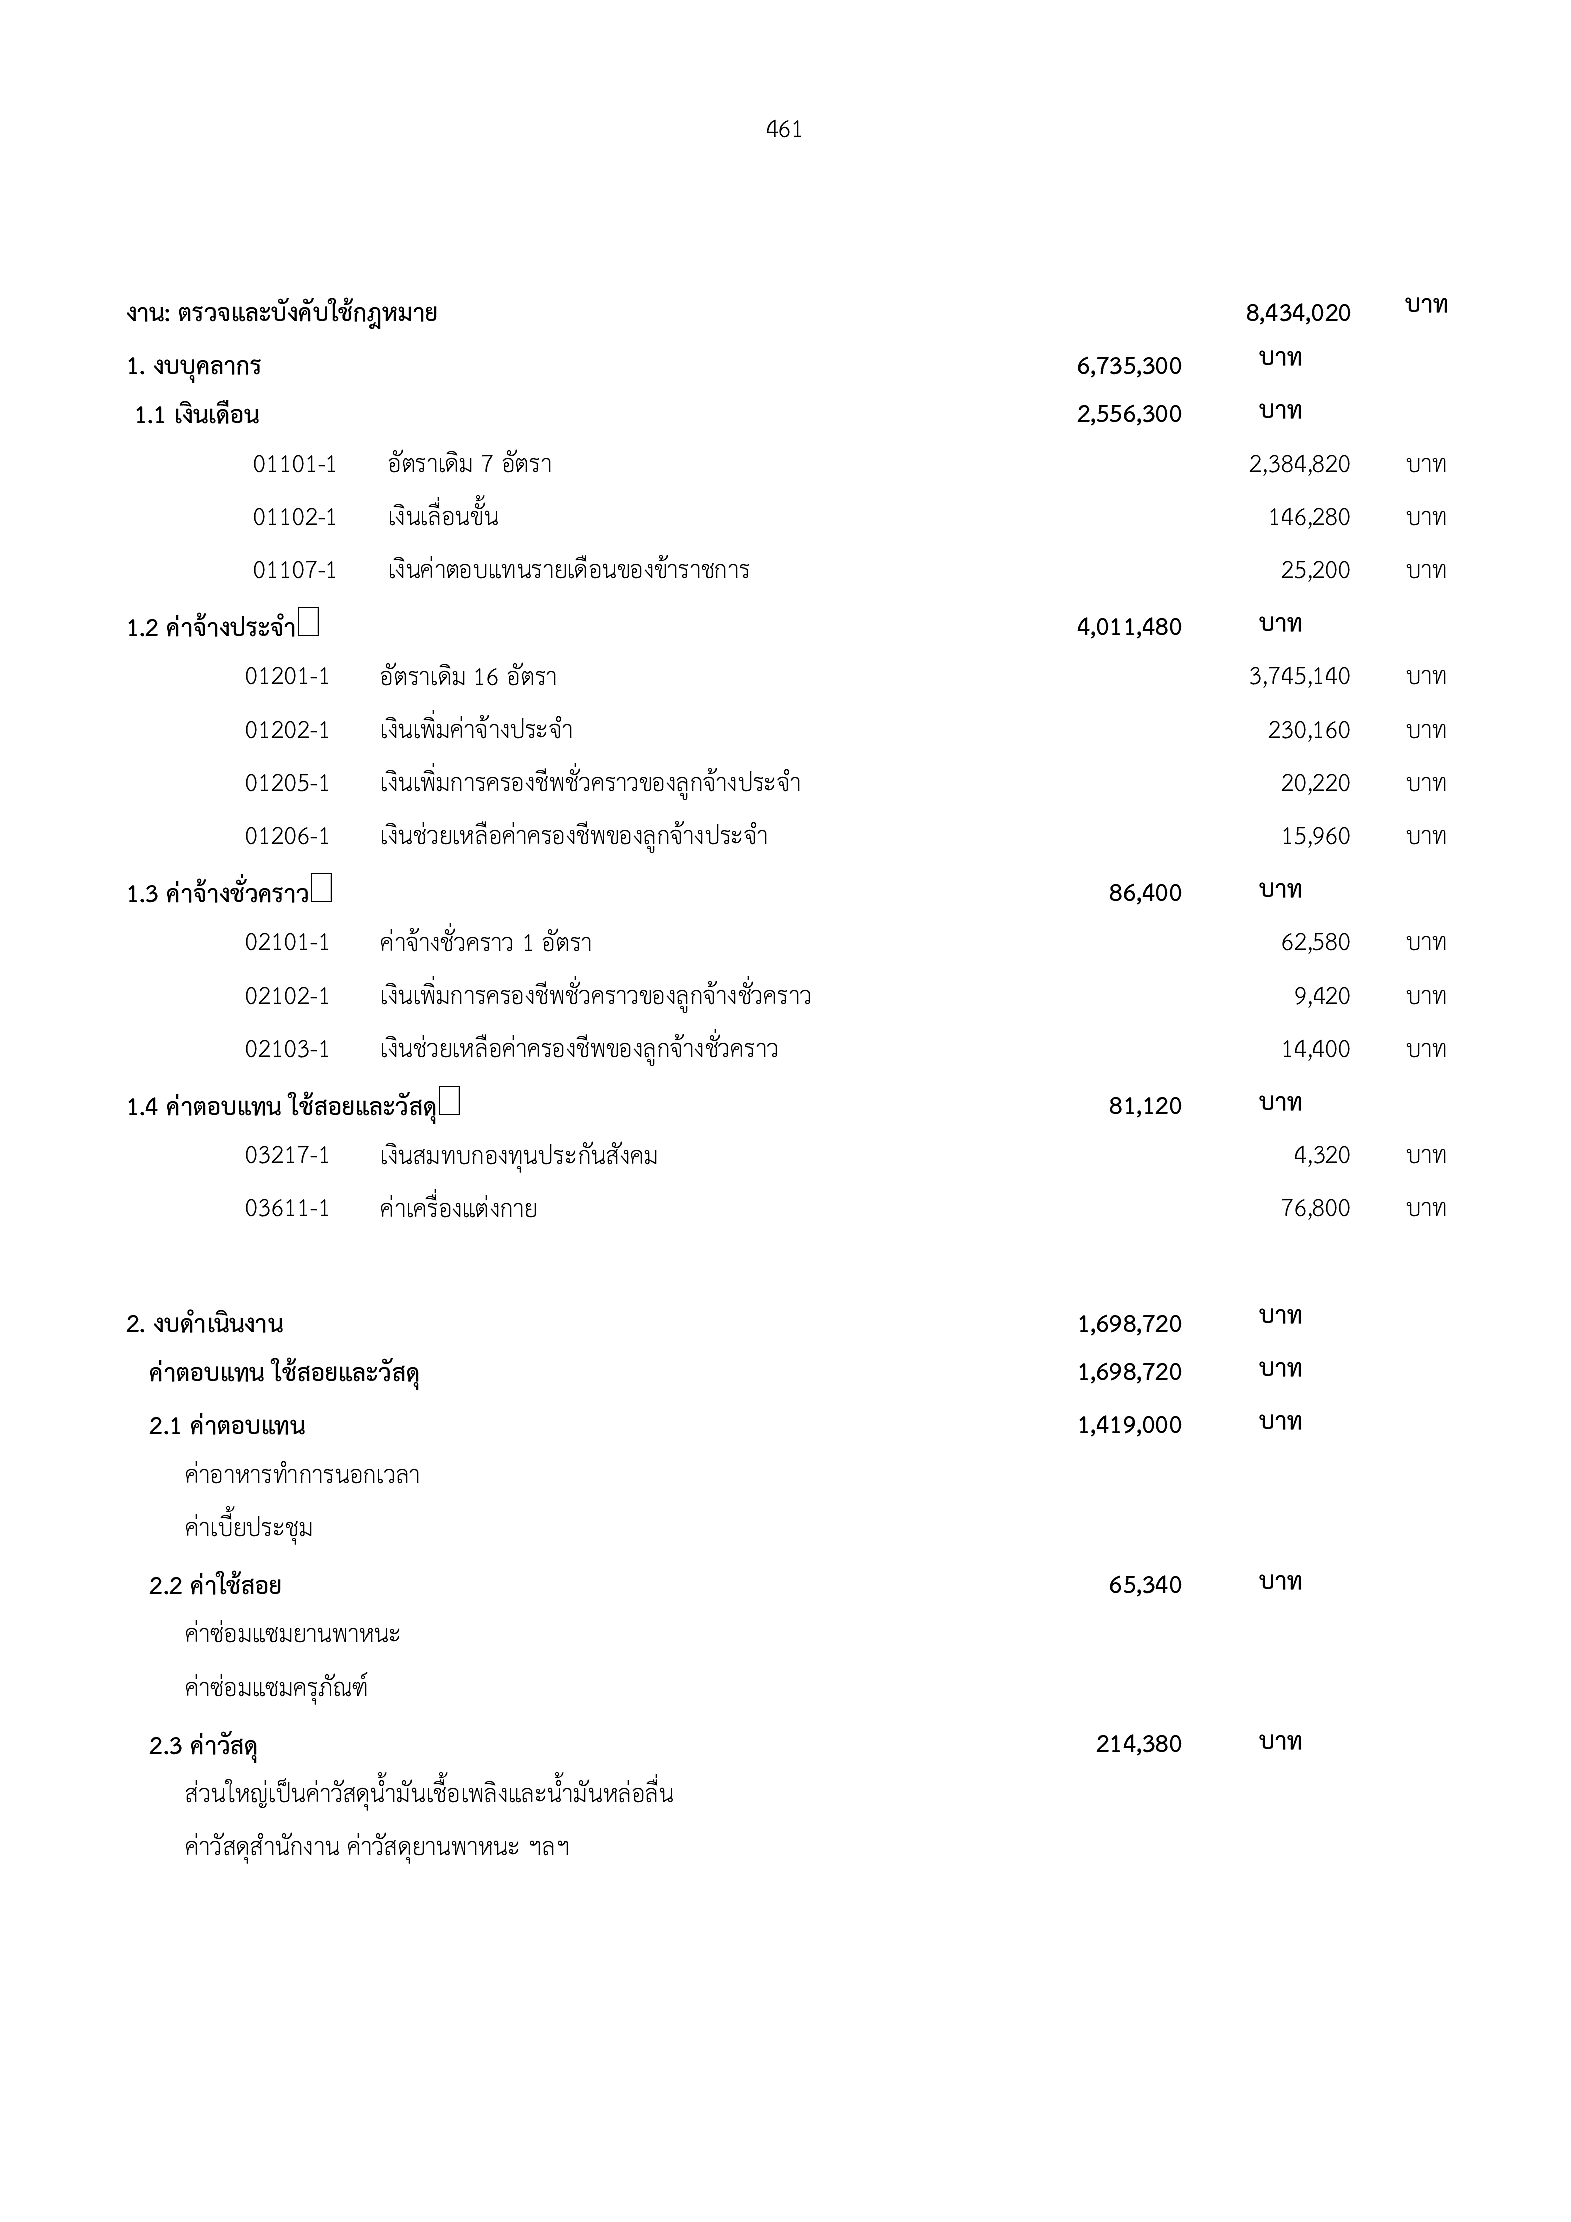 461
งาน: ตรวจและบังคับใช้กฎหมาย 8,434,020 บาท
1. งบบุคลากร 6,735,300 บาท
1.1 เงินเดือน 2,556,300 บาท
01101-1 อัตราเดิม 7 อัตรา 2,384,820 บาท
01102-1 เงินเลื่อนขั้น 146,280 บาท
01107-1 เงินค่าตอบแทนรายเดือนของข้าราชการ 25,200 บาท
1.2 ค่าจ้างประจำ 4,011,480 บาท
01201-1 อัตราเดิม 16 อัตรา 3,745,140 บาท
01202-1 เงินเพิ่มค่าจ้างประจำ 230,160 บาท
01205-1 เงินเพิ่มการครองชีพชั่วคราวของลูกจ้างประจำ 20,220 บาท
01206-1 เงินช่วยเหลือค่าครองชีพของลูกจ้างประจำ 15,960 บาท
1.3 ค่าจ้างชั่วคราว 86,400 บาท
02101-1 ค่าจ้างชั่วคราว 1 อัตรา 62,580 บาท
02102-1 เงินเพิ่มการครองชีพชั่วคราวของลูกจ้างชั่วคราว 9,420 บาท
02103-1 เงินช่วยเหลือค่าครองชีพของลูกจ้างชั่วคราว 14,400 บาท
1.4 ค่าตอบแทน ใช้สอยและวัสดุ 81,120 บาท
03217-1 เงินสมทบกองทุนประกันสังคม 4,320 บาท
03611-1 ค่าเครื่องแต่งกาย 76,800 บาท
2. งบดำเนินงาน 1,698,720 บาท
ค่าตอบแทน ใช้สอยและวัสดุ 1,698,720 บาท
2.1 ค่าตอบแทน 1,419,000 บาท
ค่าอาหารทำการนอกเวลา
ค่าเบี้ยประชุม
2.2 ค่าใช้สอย 65,340 บาท
ค่าซ่อมแซมยานพาหนะ
ค่าซ่อมแซมครุภัณฑ์
2.3 ค่าวัสดุ 214,380 บาท
ส่วนใหญ่เป็นค่าวัสดุน้ำมันเชื้อเพลิงและน้ำมันหล่อลื่น
ค่าวัสดุสำนักงาน ค่าวัสดุยานพาหนะ ฯลฯ